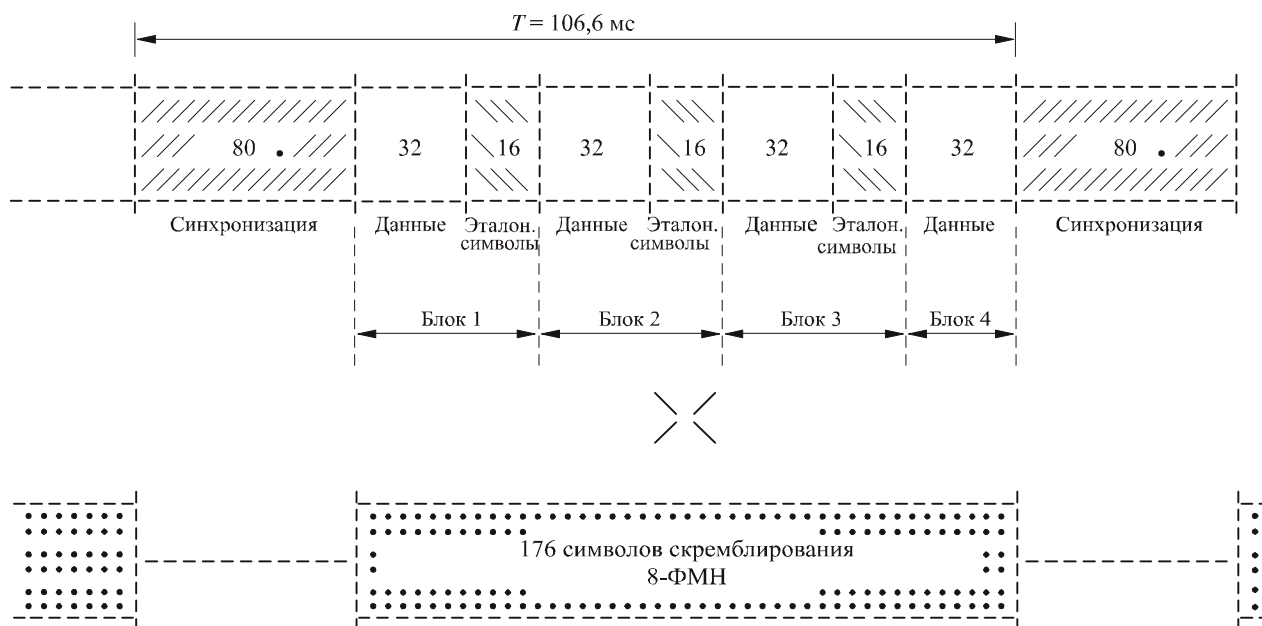 T = 106,6 мс
80 32 16 32 16 32 16 32 80
Синхронизация Данные Эталон. символы Данные Эталон. символы Данные Эталон. символы Данные Синхронизация
Блок 1 Блок 2 Блок 3 Блок 4
176 символов скремблирования
8-ФМН